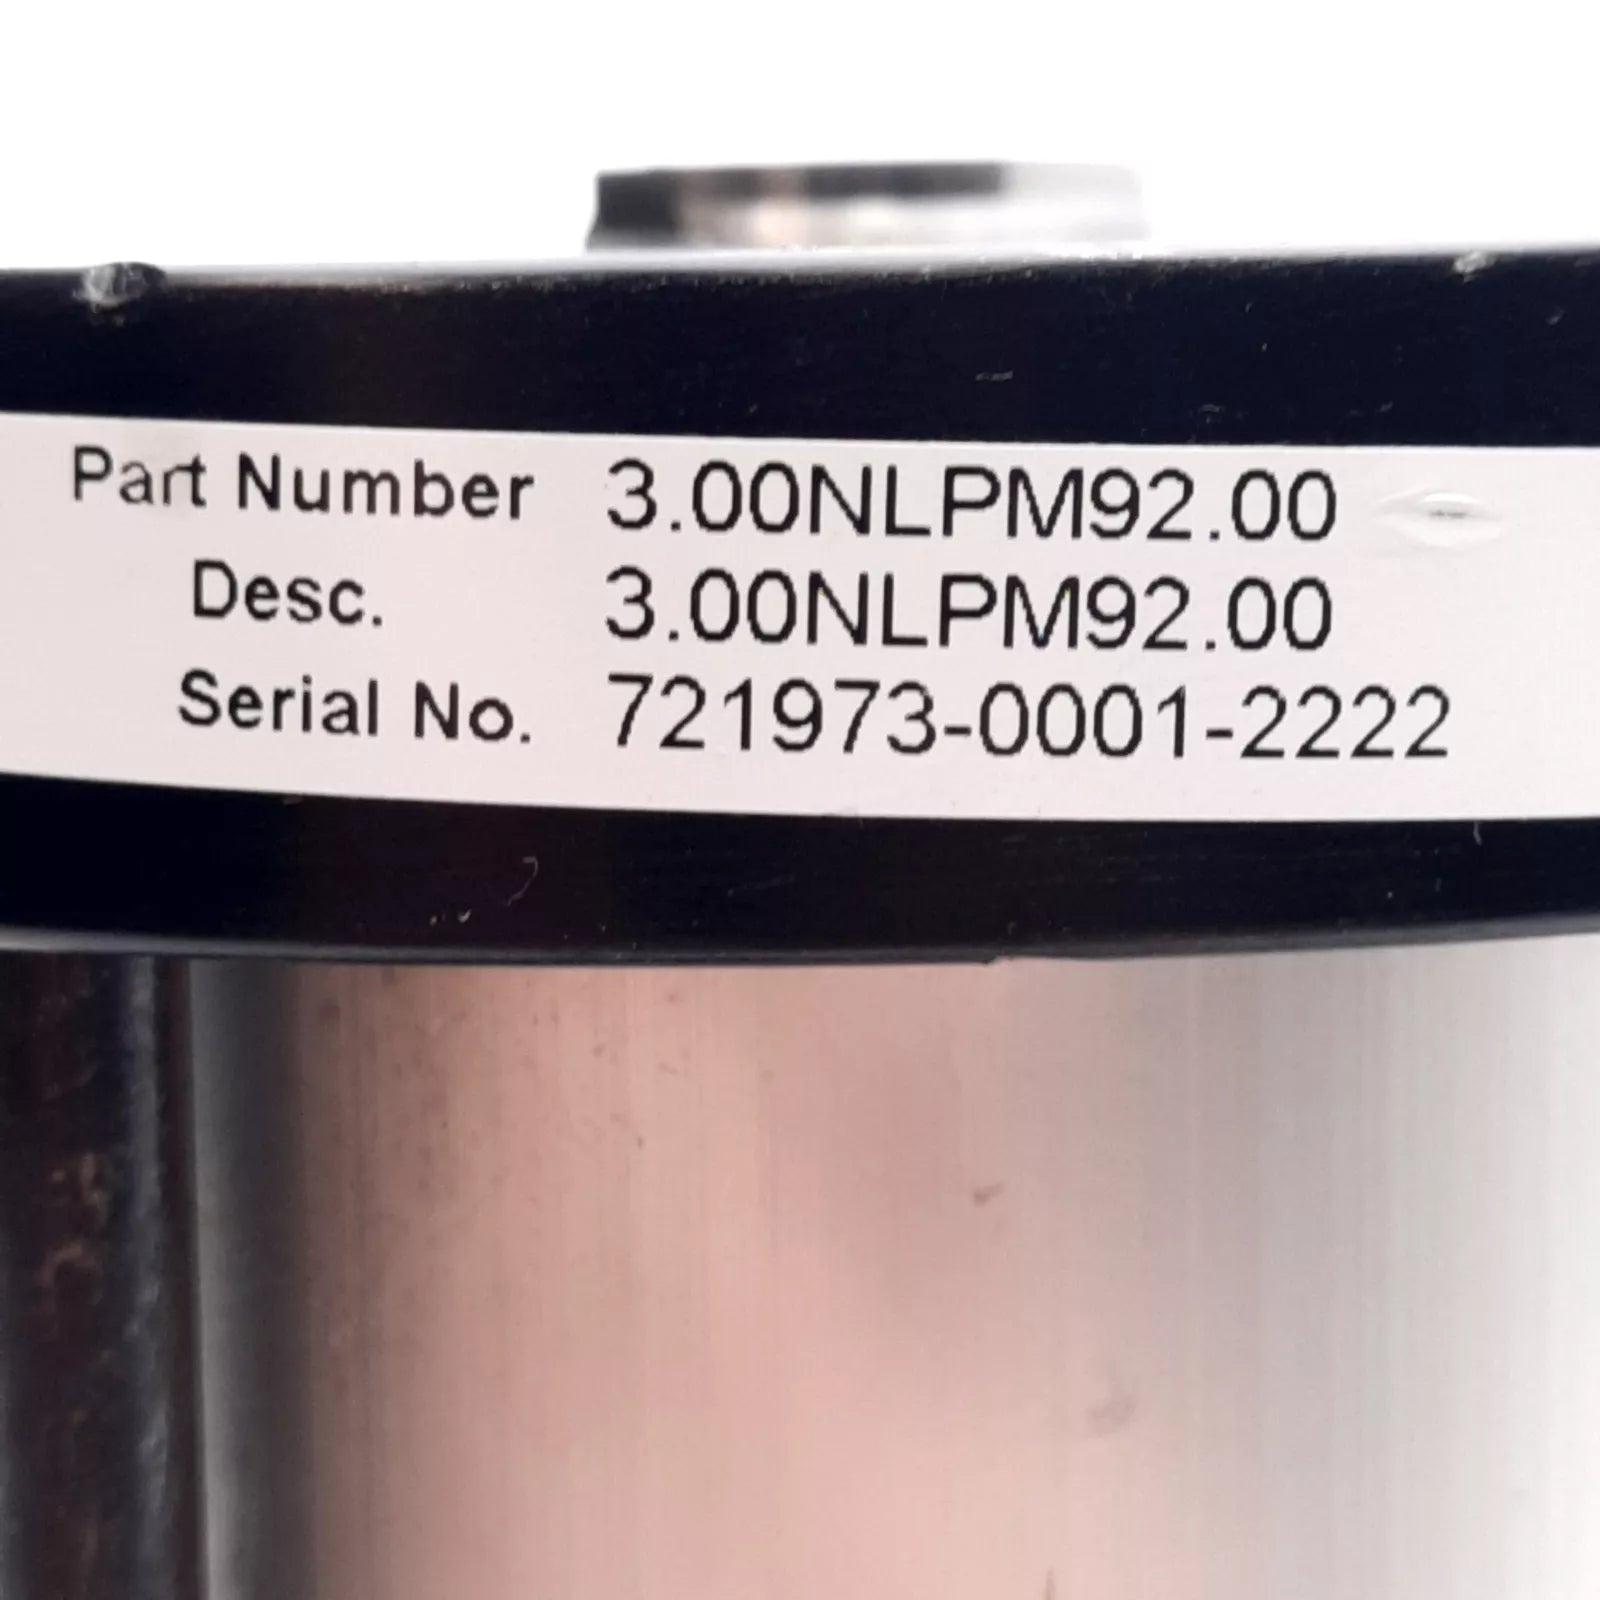 Part Number 3.00NLPM92.00
Desc. 3.00NLPM92.00
Serial No. 721973-0001-2222